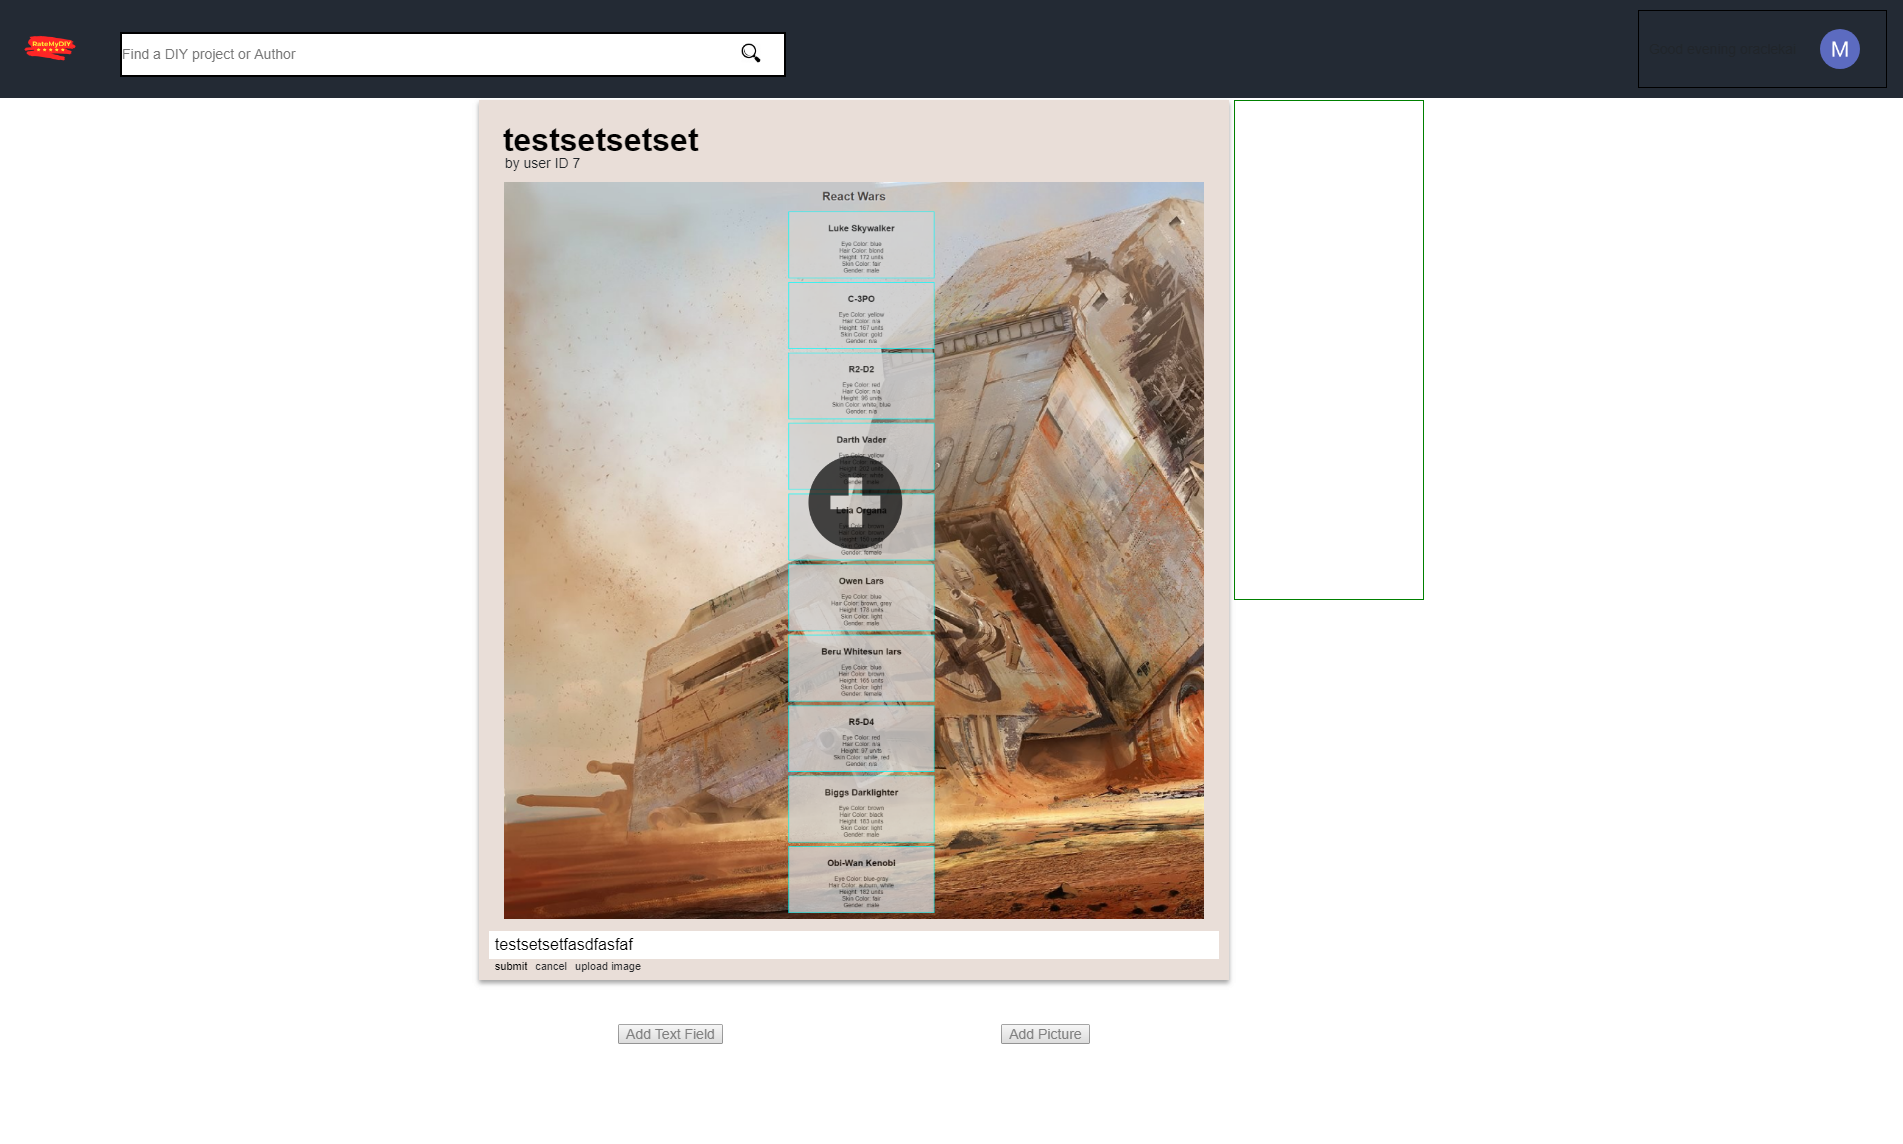 RateMyDIY
Find a DIY project or Author
M
testsetsetset
by user ID 7
React Wars
Luke Skywalker
Eye Color: blue
Hair Color: blond
Height: 172 units
Skin Color: fair
Gender: male
C-3PO
Eye Color: yellow
Hair Color: n/a
Height: 167 units
Skin Color: gold
Gender: n/a
R2-D2
Eye Color: red
Hair Color: n/a
Height: 96 units
Skin Color: white, blue
Gender: n/a
Darth Vader
Eye Color: yellow
Gender: male
Leia Organa
Gender: female
Owen Lars
Eye Color: blue
Hair Color: brown, grey
Height: 178 units
Skin Color: light
Gender: male
Beru Whitesun lars
Eye Color: blue
Hair Color: brown
Height: 165 units
Skin Color: light
Gender: female
R5-D4
Eye Color: red
Hair Color: n/a
Height: 97 units
Skin Color: white, red
Gender: n/a
Biggs Darklighter
Eye Color: brown
Hair Color: black
Height: 183 units
Skin Color: light
Gender: male
Obi-Wan Kenobi
Eye Color: blue-gray
Hair Color: auburn, white
Height: 182 units
Skin Color: fair
Gender: male
testsetsetfasdfasfaf
submit cancel upload image
Add Text Field
Add Picture